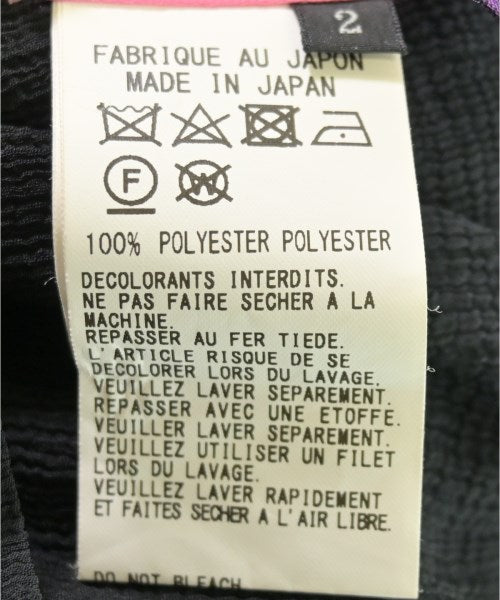 2
FABRIQUE AU JAPON
MADE IN JAPAN
F
W
100% POLYESTER POLYESTER
DECOLORANTS INTERDITS.
NE PAS FAIRE SECHER A LA
MACHINE.
REPASSER AU FER TIEDE.
L'ARTICLE RISQUE DE SE
DECOLORER LORS DU LAVAGE.
VEUILLEZ LAVER SEPAREMENT.
REPASSER AVEC UNE ETOFFE.
VEUILLER LAVER SEPAREMENT.
VEUILLEZ UTILISER UN FILET
LORS DU LAVAGE.
VEUILLEZ LAVER RAPIDEMENT
ET FAITES SECHER A L'AIR LIBRE.
DO NOT BLEACH